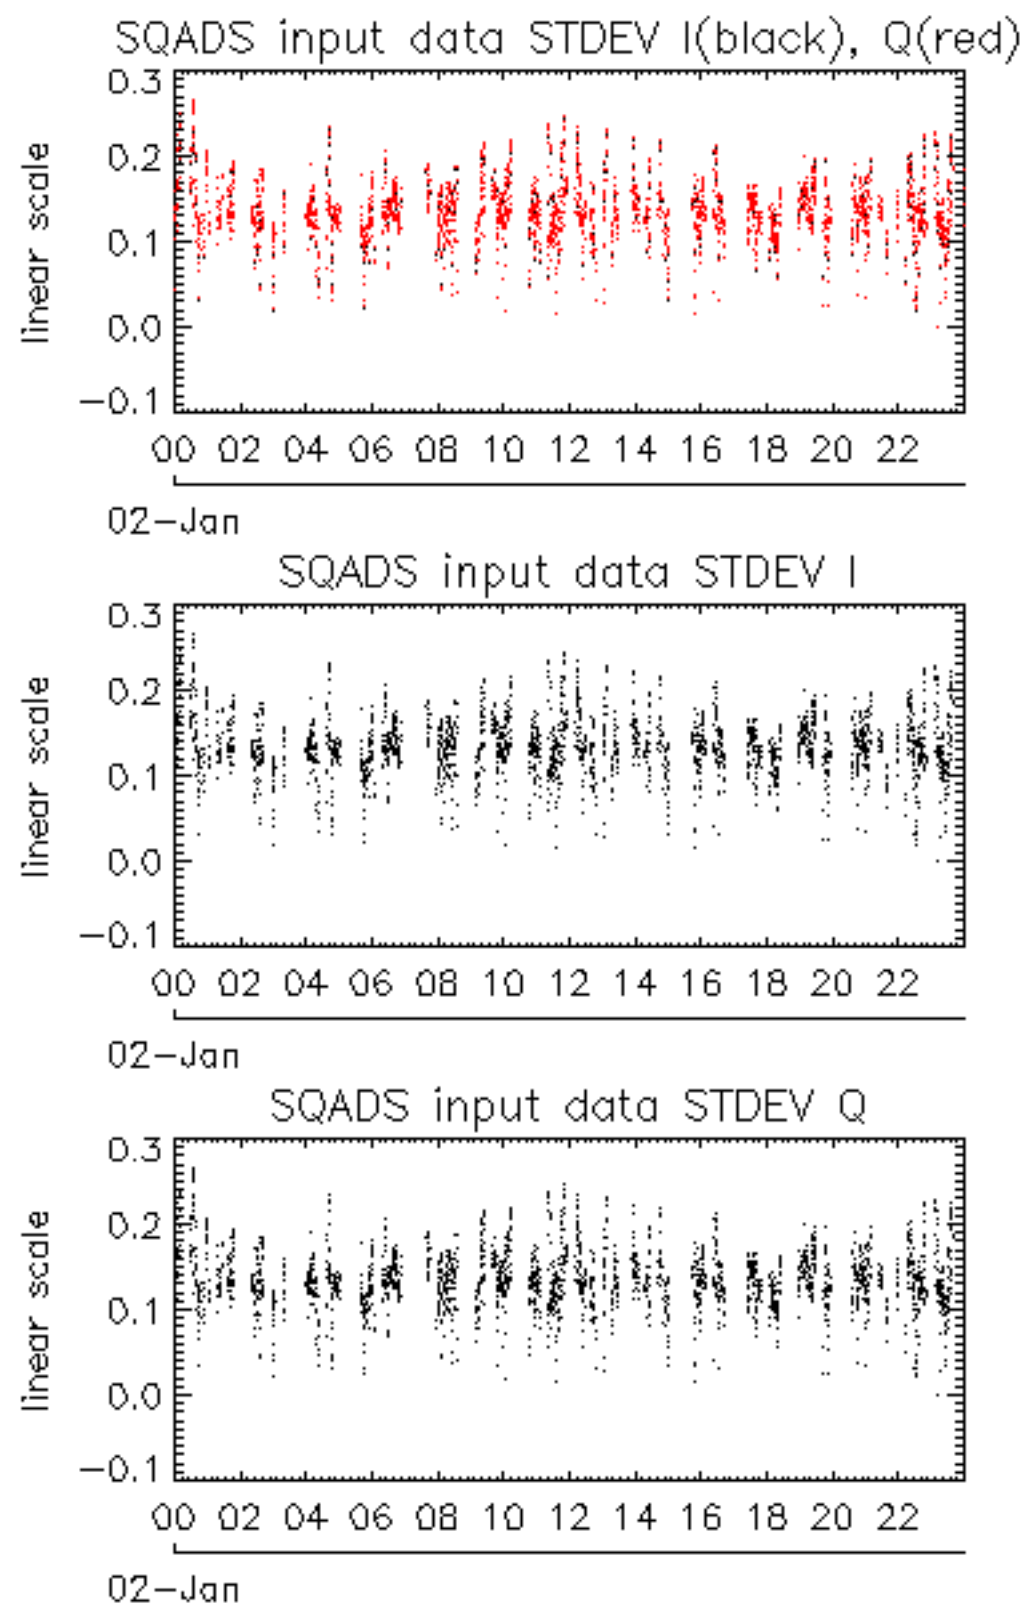 SQADS input data STDEV I(black), Q(red)
linear scale
0.3
0.2
0.1
0.0
−0.1
00 02 04 06 08 10 12 14 16 18 20 22
02−Jan
SQADS input data STDEV I
linear scale
0.3
0.2
0.1
0.0
−0.1
00 02 04 06 08 10 12 14 16 18 20 22
02−Jan
SQADS input data STDEV Q
linear scale
0.3
0.2
0.1
0.0
−0.1
00 02 04 06 08 10 12 14 16 18 20 22
02−Jan